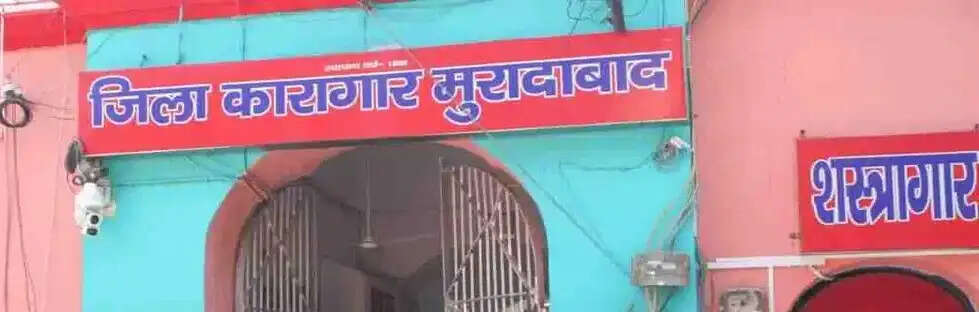 जिला कारागार मुरादाबाद
शस्त्रागार